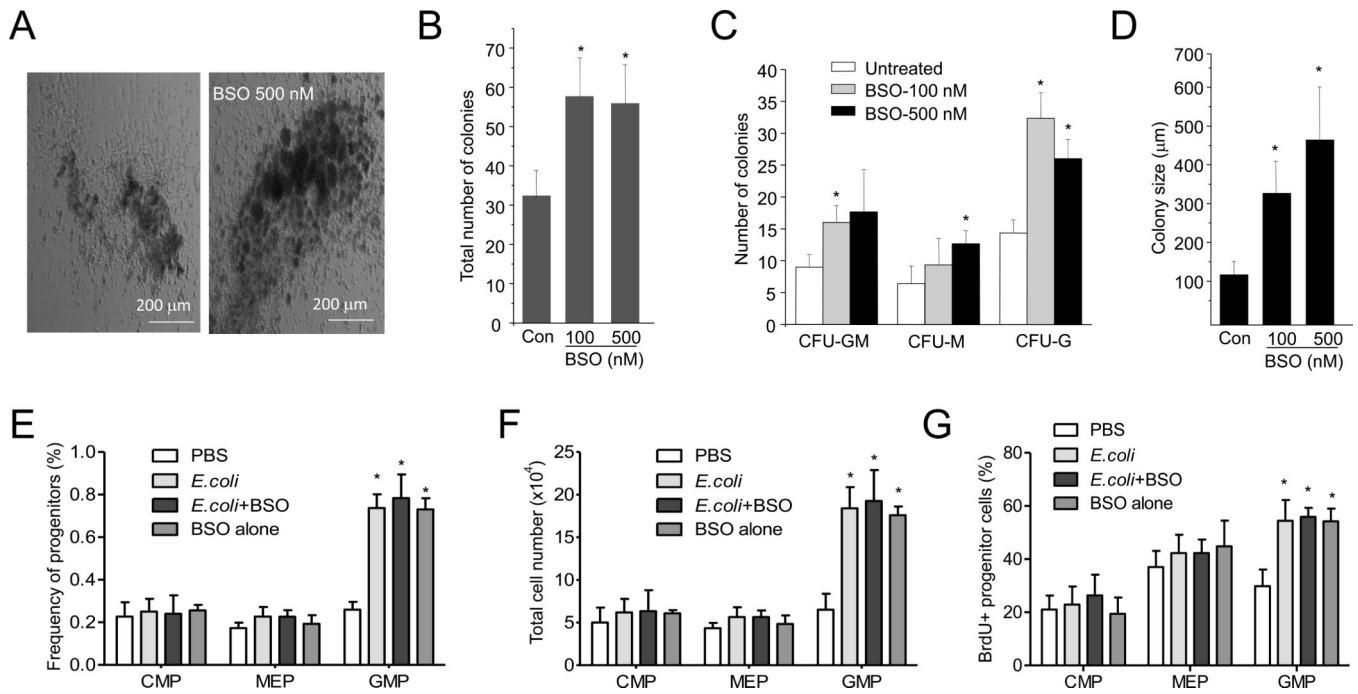 A
BSO 500 nM
200 μm
200 μm
B
Total number of colonies
70
60
50
40
30
20
10
0
*
*
Con
100
500
BSO (nM)
C
Number of colonies
40
35
30
25
20
15
10
5
0
Untreated
BSO-100 nM
BSO-500 nM
*
*
*
*
CFU-GM
CFU-M
CFU-G
D
Colony size (μm)
700
600
500
400
300
200
100
*
*
Con
100
500
BSO (nM)
E
Frequency of progenitors (%)
1.0
0.8
0.6
0.4
0.2
0.0
PBS
E.coli
E.coli+BSO
BSO alone
*
*
*
CMP
MEP
GMP
F
Total cell number (x10⁴)
25
20
15
10
5
0
PBS
E.coli
E.coli+BSO
BSO alone
*
*
*
CMP
MEP
GMP
G
BrdU+ progenitor cells (%)
80
60
40
20
0
PBS
E.coli
E.coli+BSO
BSO alone
*
*
*
CMP
MEP
GMP